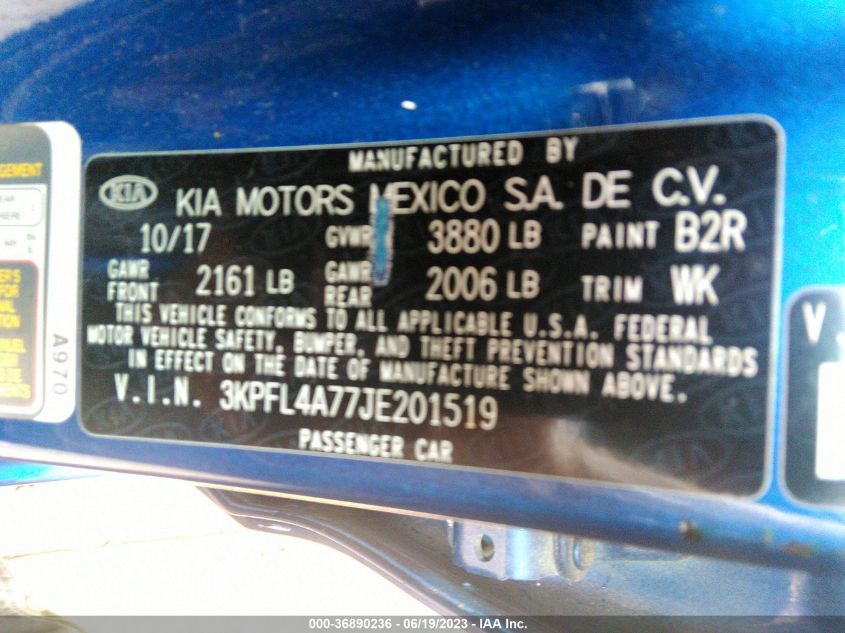 MANUFACTURED BY
KIA KIA MOTORS MEXICO S.A. DE C.V.
10/17 GVWR 3880 LB PAINT B2R
GAWR FRONT 2161 LB GAWR REAR 2006 LB TRIM WK
THIS VEHICLE CONFORMS TO ALL APPLICABLE U.S.A. FEDERAL
MOTOR VEHICLE SAFETY, BUMPER, AND THEFT PREVENTION STANDARDS
IN EFFECT ON THE DATE OF MANUFACTURE SHOWN ABOVE.
V.I.N. 3KPFL4A77JE201519
PASSENGER CAR
A970
V.
000-36890236 - 06/19/2023 - IAA Inc.